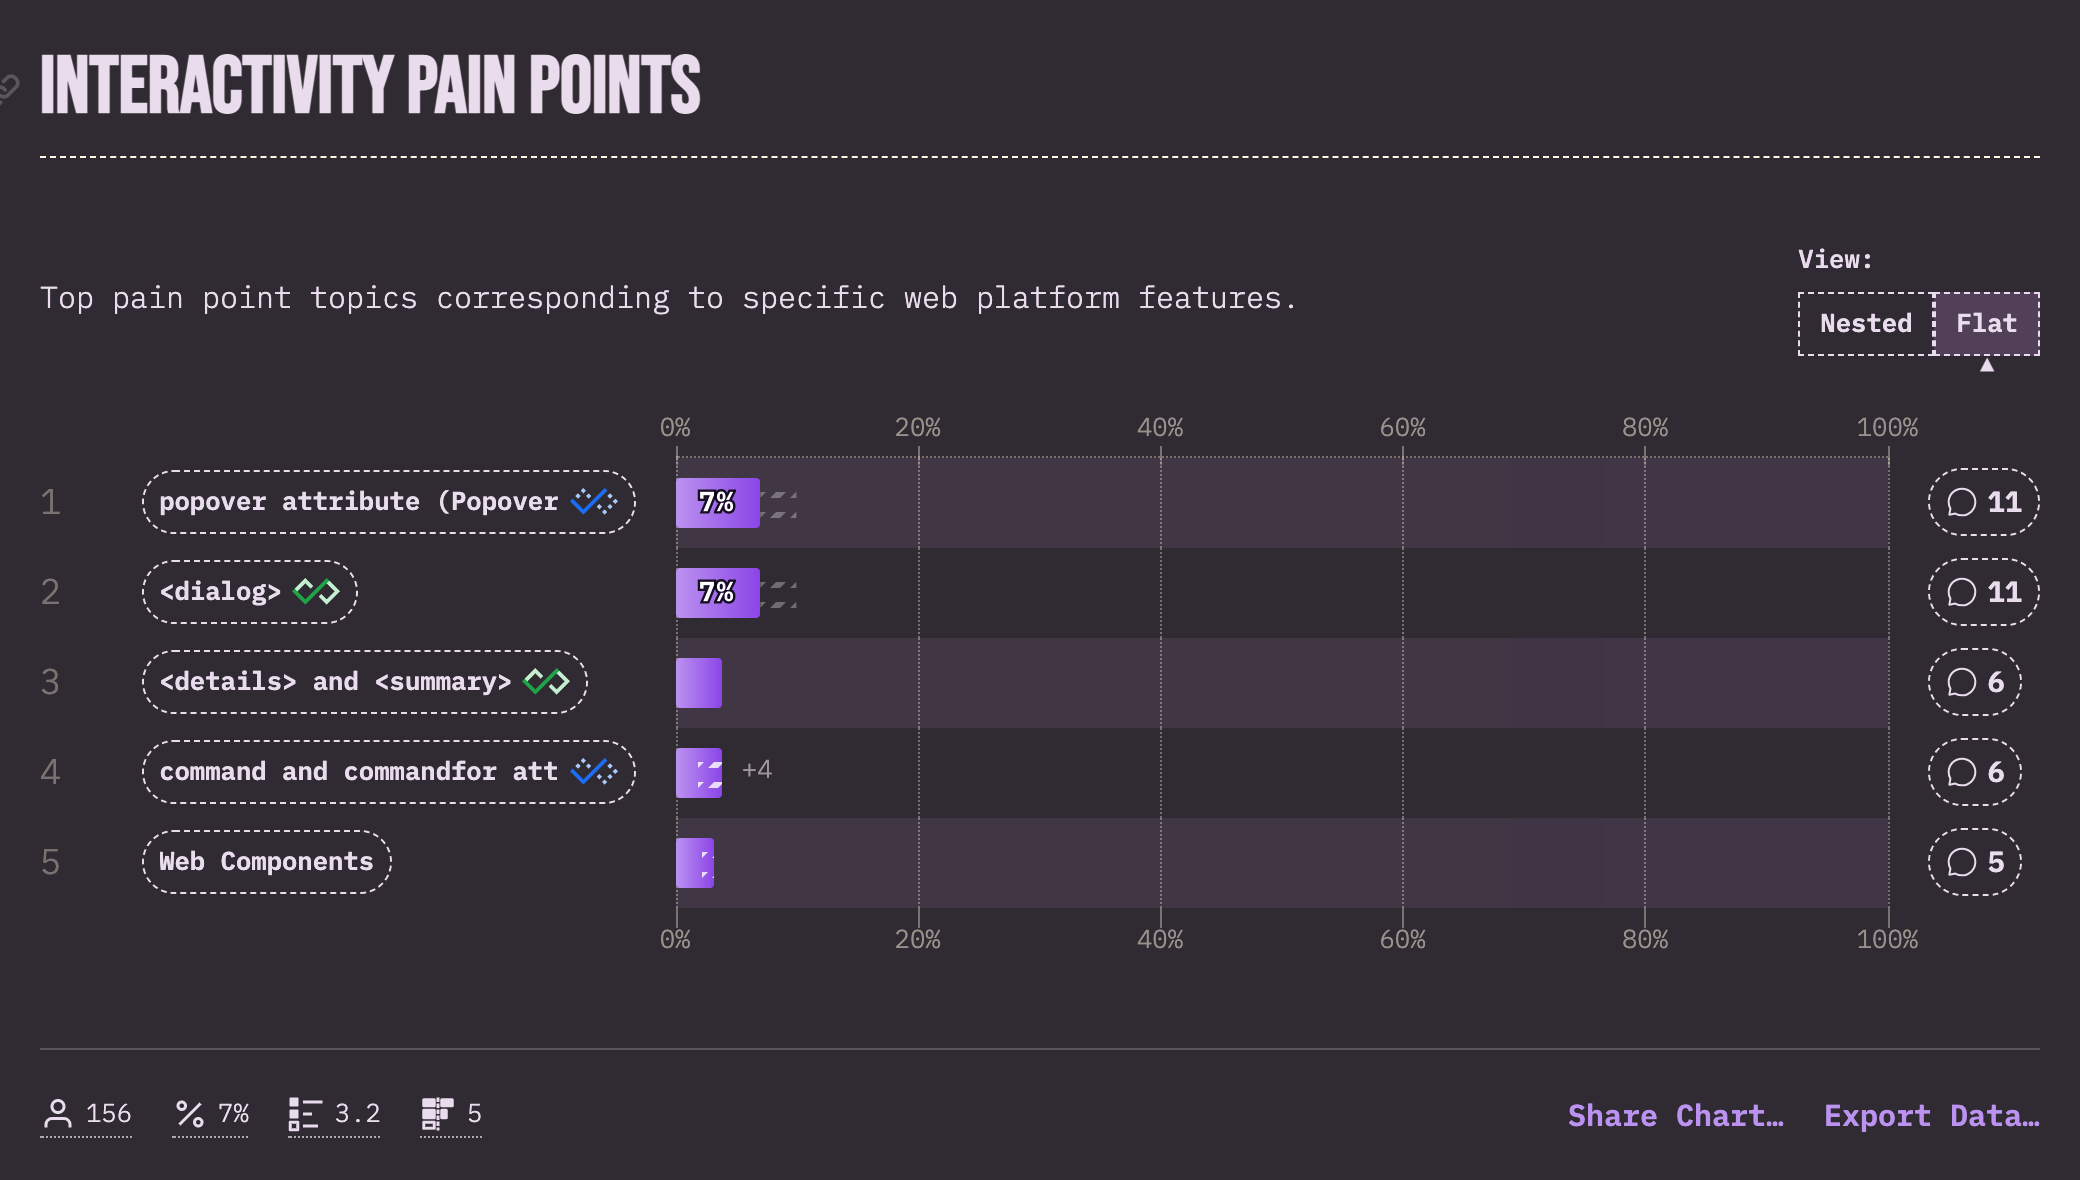 INTERACTIVITY PAIN POINTS
Top pain point topics corresponding to specific web platform features.
View:
Nested Flat
0% 20% 40% 60% 80% 100%
1 popover attribute (Popover 7% 11
2 <dialog> 7% 11
3 <details> and <summary> 6
4 command and commandfor att +4 6
5 Web Components 5
0% 20% 40% 60% 80% 100%
156 7% 3.2 5 Share Chart… Export Data…